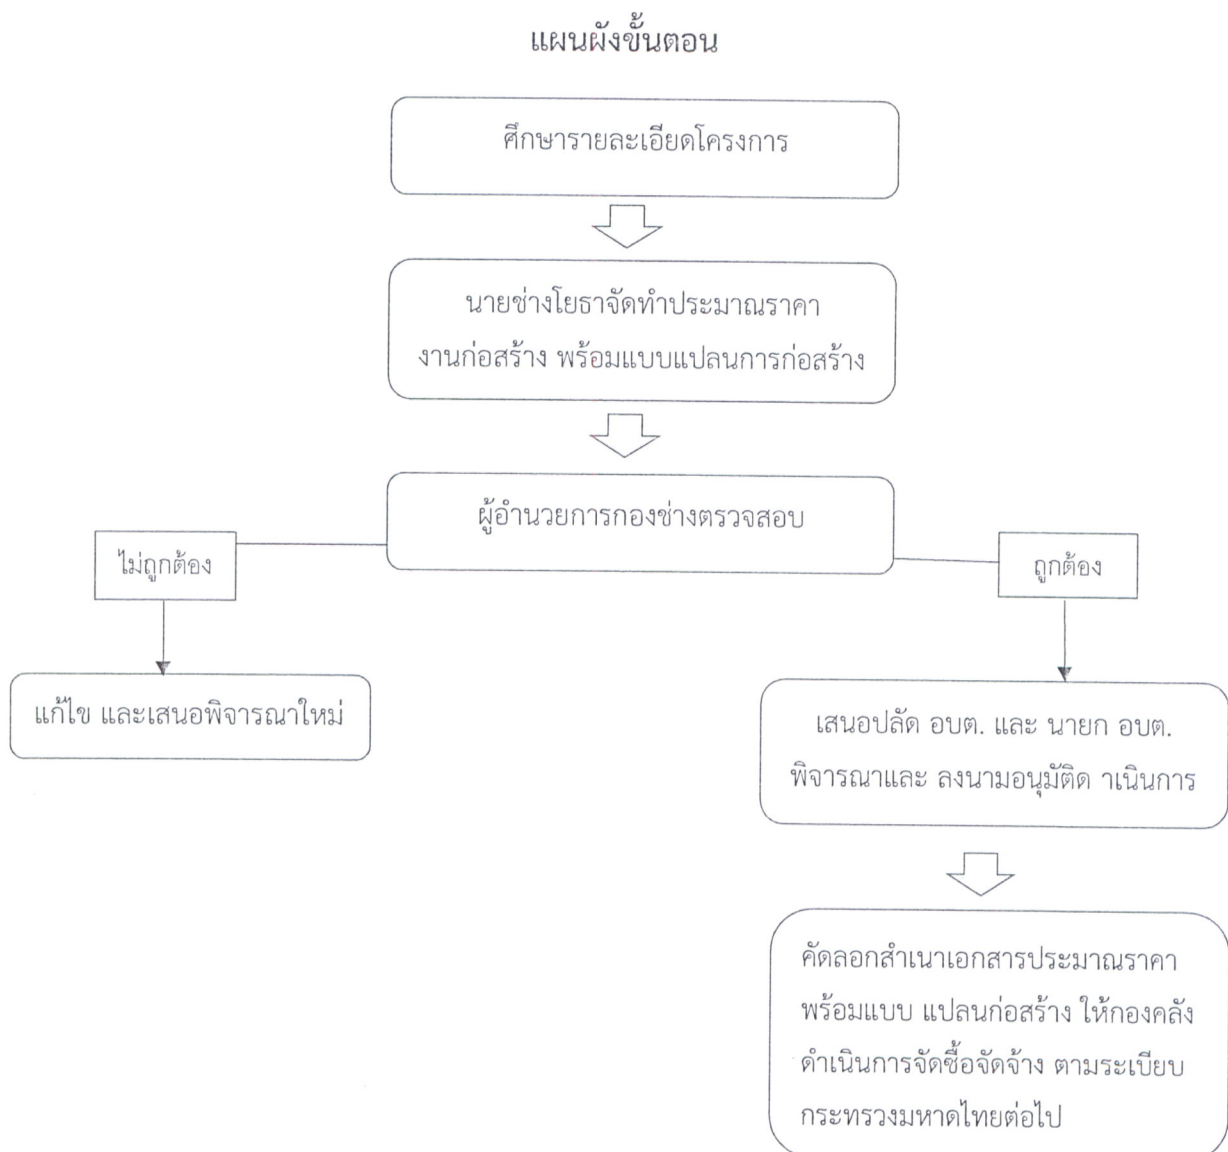 แผนผังขั้นตอน
ศึกษารายละเอียดโครงการ
นายช่างโยธาจัดทำประมาณราคา
งานก่อสร้าง พร้อมแบบแปลนการก่อสร้าง
ผู้อำนวยการกองช่างตรวจสอบ
ไม่ถูกต้อง
ถูกต้อง
แก้ไข และเสนอพิจารณาใหม่
เสนอปลัด อบต. และ นายก อบต.
พิจารณาและ ลงนามอนุมัติด าเนินการ
คัดลอกสำเนาเอกสารประมาณราคา
พร้อมแบบ แปลนก่อสร้าง ให้กองคลัง
ดำเนินการจัดซื้อจัดจ้าง ตามระเบียบ
กระทรวงมหาดไทยต่อไป